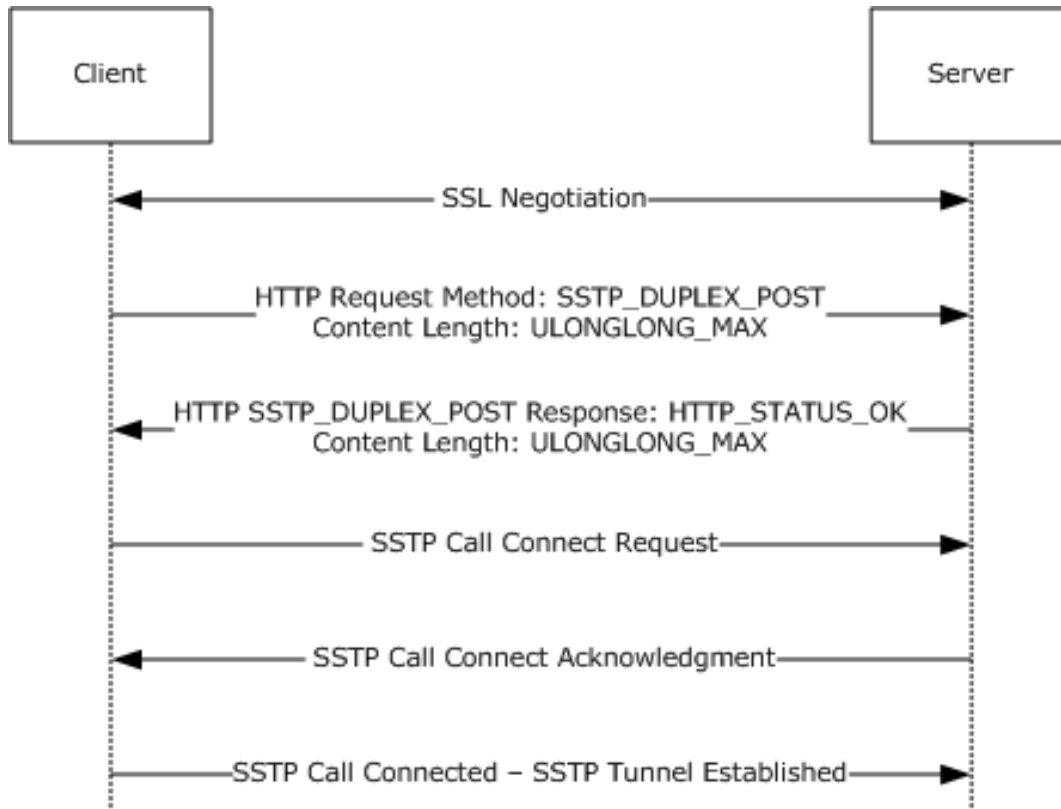 Client
Server
SSL Negotiation
HTTP Request Method: SSTP_DUPLEX_POST
Content Length: ULONGLONG_MAX
HTTP SSTP_DUPLEX_POST Response: HTTP_STATUS_OK
Content Length: ULONGLONG_MAX
SSTP Call Connect Request
SSTP Call Connect Acknowledgment
SSTP Call Connected – SSTP Tunnel Established